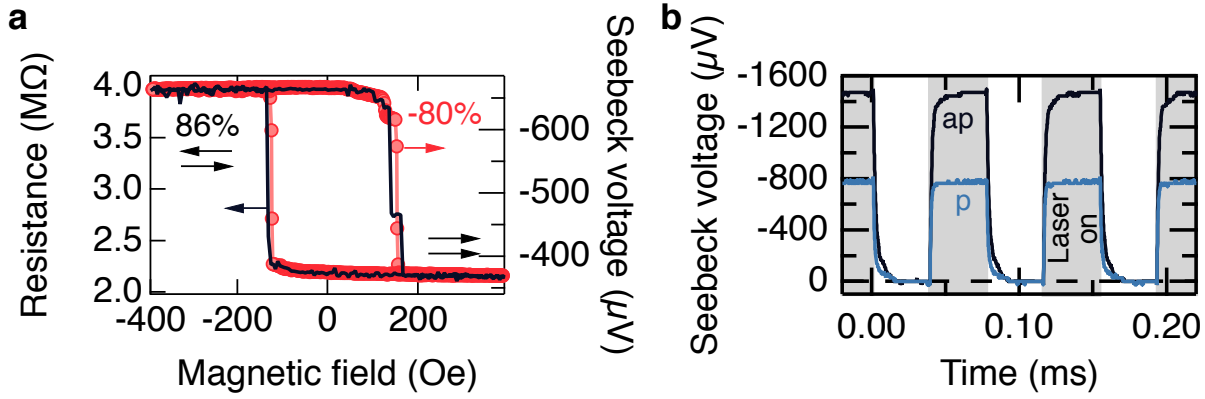 a
Resistance (MΩ)
4.0
3.5
3.0
2.5
2.0
86%
-80%
-600
-500
-400
Seebeck voltage (μV)
-400 -200 0 200
Magnetic field (Oe)
b
Seebeck voltage (μV)
-1600
-1200
-800
-400
0
ap
p
Laser
on
0.00 0.10 0.20
Time (ms)